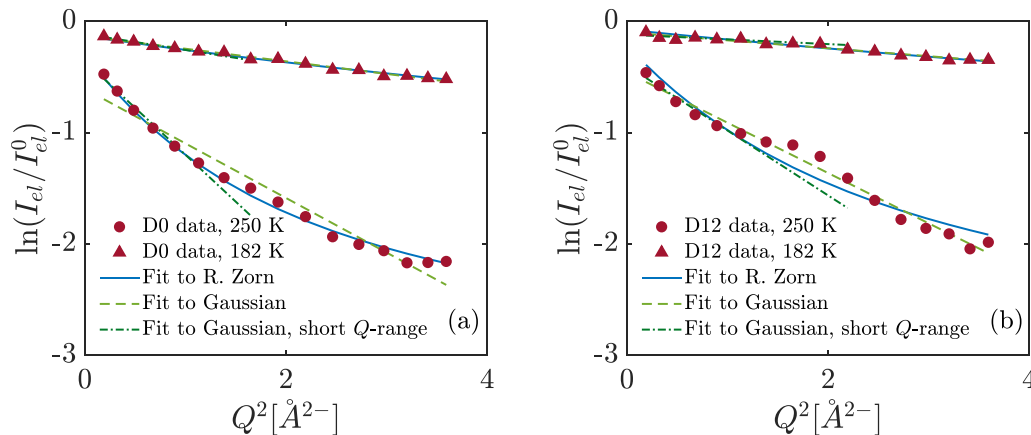 0
-1
-2
-3
ln(I_el/I_el^0)
D0 data, 250 K
D0 data, 182 K
Fit to R. Zorn
Fit to Gaussian
Fit to Gaussian, short Q-range
(a)
0 2 4
Q^2[Å^2-]
0
-1
-2
-3
ln(I_el/I_el^0)
D12 data, 250 K
D12 data, 182 K
Fit to R. Zorn
Fit to Gaussian
Fit to Gaussian, short Q-range
(b)
0 2 4
Q^2[Å^2-]